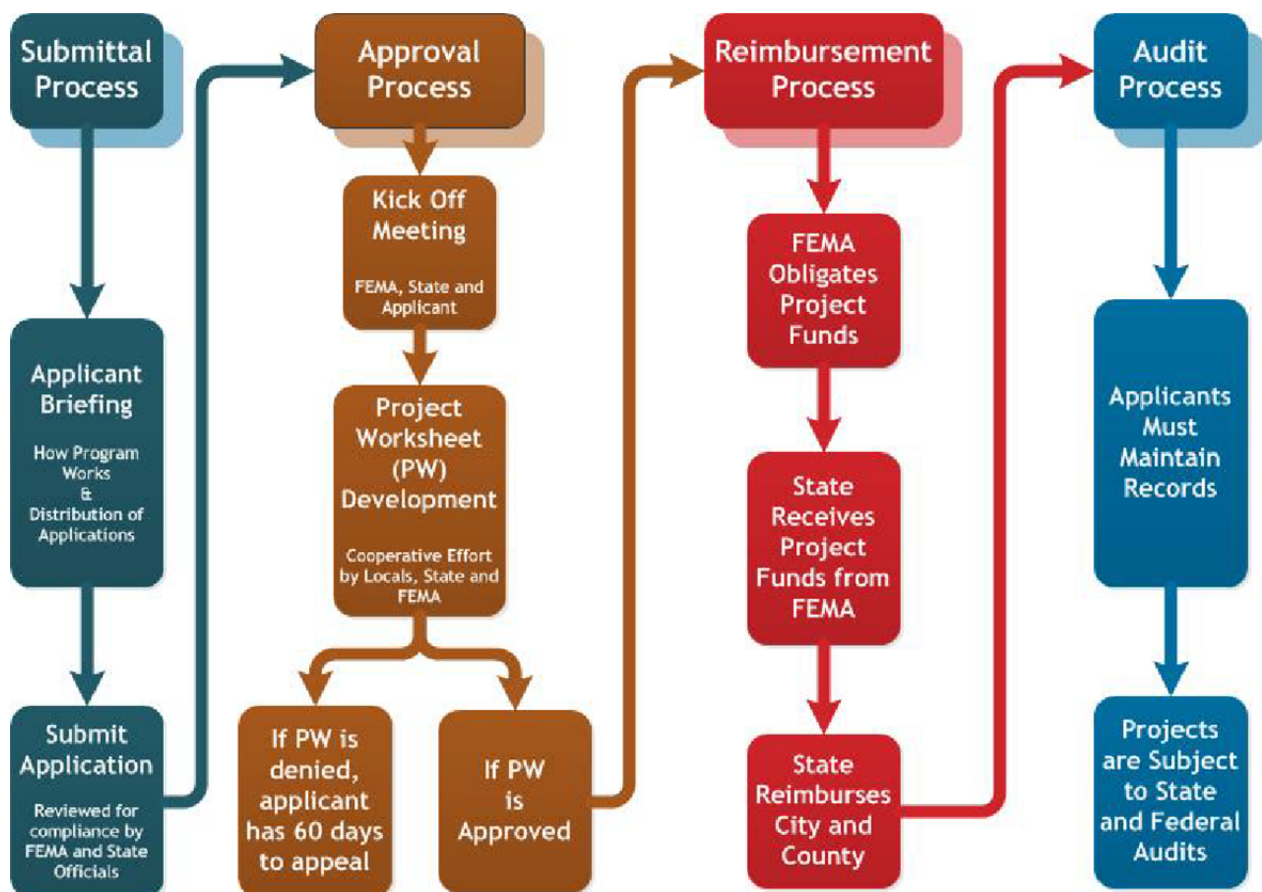 Submittal
Process
Applicant
Briefing
How Program
Works
&
Distribution of
Applications
Submit
Application
Reviewed for
compliance by
FEMA and State
Officials
Approval
Process
Kick Off
Meeting
FEMA, State and
Applicant
Project
Worksheet
(PW)
Development
Cooperative Effort
by Locals, State and
FEMA
If PW is
denied,
applicant
has 60 days
to appeal
If PW
is
Approved
Reimbursement
Process
FEMA
Obligates
Project
Funds
State
Receives
Project
Funds from
FEMA
State
Reimburses
City and
County
Audit
Process
Applicants
Must
Maintain
Records
Projects
are Subject
to State
and Federal
Audits